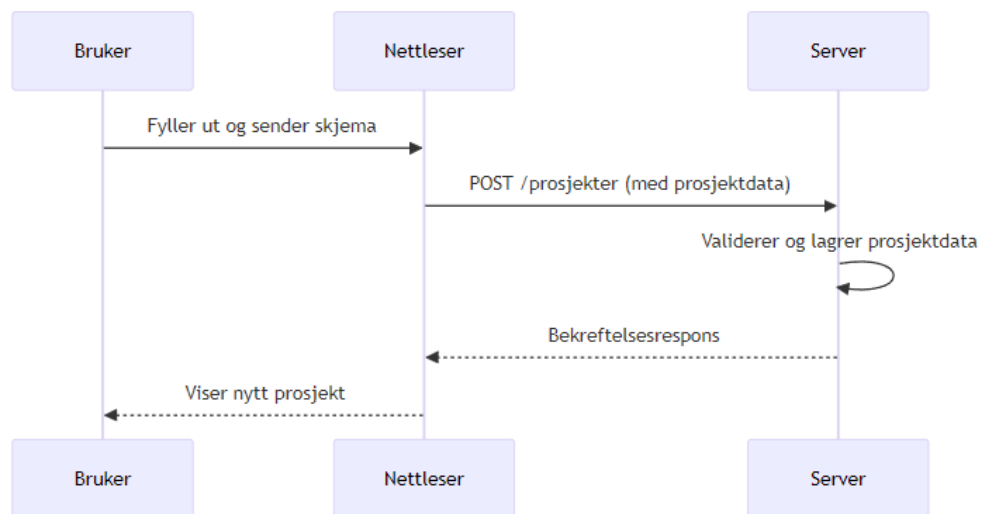 Bruker Nettleser Server
Fyller ut og sender skjema
POST /prosjekter (med prosjektdata)
Validerer og lagrer prosjektdata
Bekreftelsesrespons
Viser nytt prosjekt
Bruker Nettleser Server